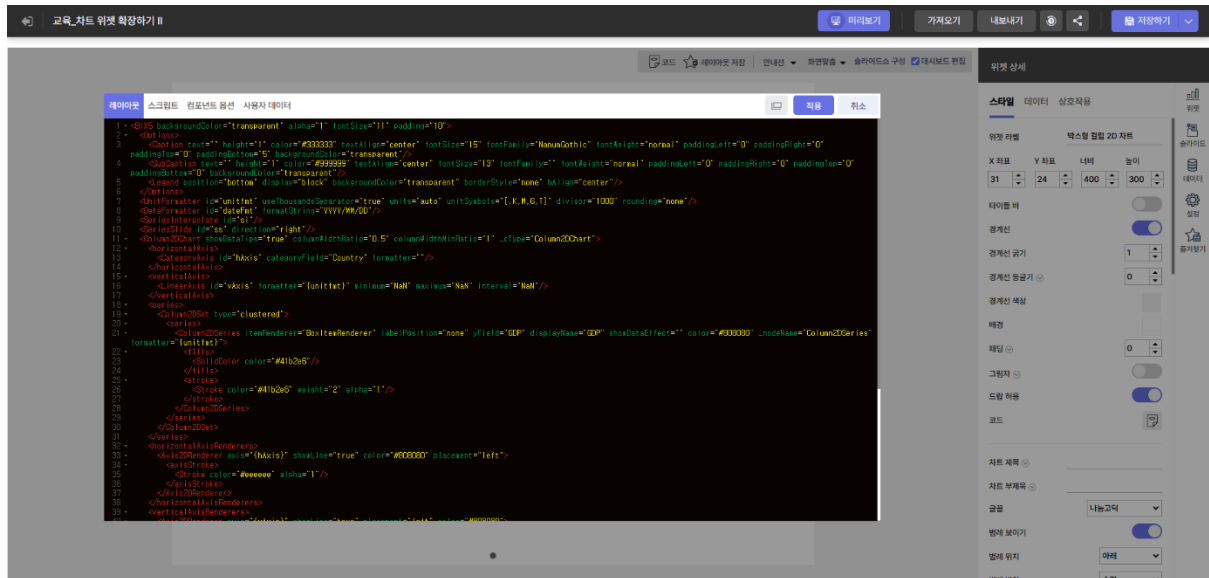 교육_차트 위젯 확장하기 II
미리보기
가져오기
내보내기
저장하기
코드
레이아웃 저장
안내선
화면맞춤
슬라이드쇼 구성
대시보드 편집
위젯 상세
레이아웃 스크립트 컴포넌트 옵션 사용자 데이터
적용
취소
1 <BIX5 backgroundColor="transparent" alpha="1" fontSize="11" padding="10">
2 <Options>
3 <Caption text="" height="1" color="#333333" textAlign="center" fontSize="15" fontFamily="NanumGothic" fontWeight="normal" paddingLeft="0" paddingRight="0"
paddingTop="0" paddingBottom="5" backgroundColor="transparent"/>
4 <SubCaption text="" height="1" color="#999999" textAlign="center" fontSize="13" fontFamily="" fontWeight="normal" paddingLeft="0" paddingRight="0" paddingTop="0"
paddingBottom="0" backgroundColor="transparent"/>
5 <Legend position="bottom" display="block" backgroundColor="transparent" borderStyle="none" hAlign="center"/>
6 </Options>
7 <UnitFormatter id="unitfmt" useThousandsSeparator="true" units="auto" unitSymbols="[,K,M,G,T]" divisor="1000" rounding="none"/>
8 <DateFormatter id="dateFmt" formatString="YYYY/MM/DD"/>
9 <SeriesInterpolate id="si"/>
10 <SeriesSlide id="ss" direction="right"/>
11 <Column2DChart showDataTips="true" columnWidthRatio="0.5" columnWidthMinRatio="1" _cType="Column2DChart">
12 <horizontalAxis>
13 <CategoryAxis id="hAxis" categoryField="Country" formatter=""/>
14 </horizontalAxis>
15 <verticalAxis>
16 <LinearAxis id="vAxis" formatter="{unitfmt}" minimum="NaN" maximum="NaN" interval="NaN"/>
17 </verticalAxis>
18 <series>
19 <Column2DSet type="clustered">
20 <series>
21 <Column2DSeries itemRenderer="BoxItemRenderer" labelPosition="none" yField="GDP" displayName="GDP" showDataEffect="" color="#808080" _nodeName="Column2DSeries"
formatter="{unitfmt}">
22 <fills>
23 <SolidColor color="#41b2e6"/>
24 </fills>
25 <stroke>
26 <Stroke color="#41b2e6" weight="2" alpha="1"/>
27 </stroke>
28 </Column2DSeries>
29 </series>
30 </Column2DSet>
31 </series>
32 <horizontalAxisRenderers>
33 <Axis2DRenderer axis="{hAxis}" showLine="true" color="#808080" placement="left">
34 <axisStroke>
35 <Stroke color="#eeeeee" alpha="1"/>
36 </axisStroke>
37 </Axis2DRenderer>
38 </horizontalAxisRenderers>
39 <verticalAxisRenderers>
스타일 데이터 상호작용
위젯 라벨 박스형 컬럼 2D 차트
X 좌표 Y 좌표 너비 높이
31 24 400 300
타이틀 바
경계선
경계선 굵기 1
경계선 둥글기 0
경계선 색상
배경
패딩 0
그림자
드랍 허용
코드
차트 제목
차트 부제목
글꼴 나눔고딕
범례 보이기
범례 위치 아래
위젯
슬라이드
데이터
설정
즐겨찾기